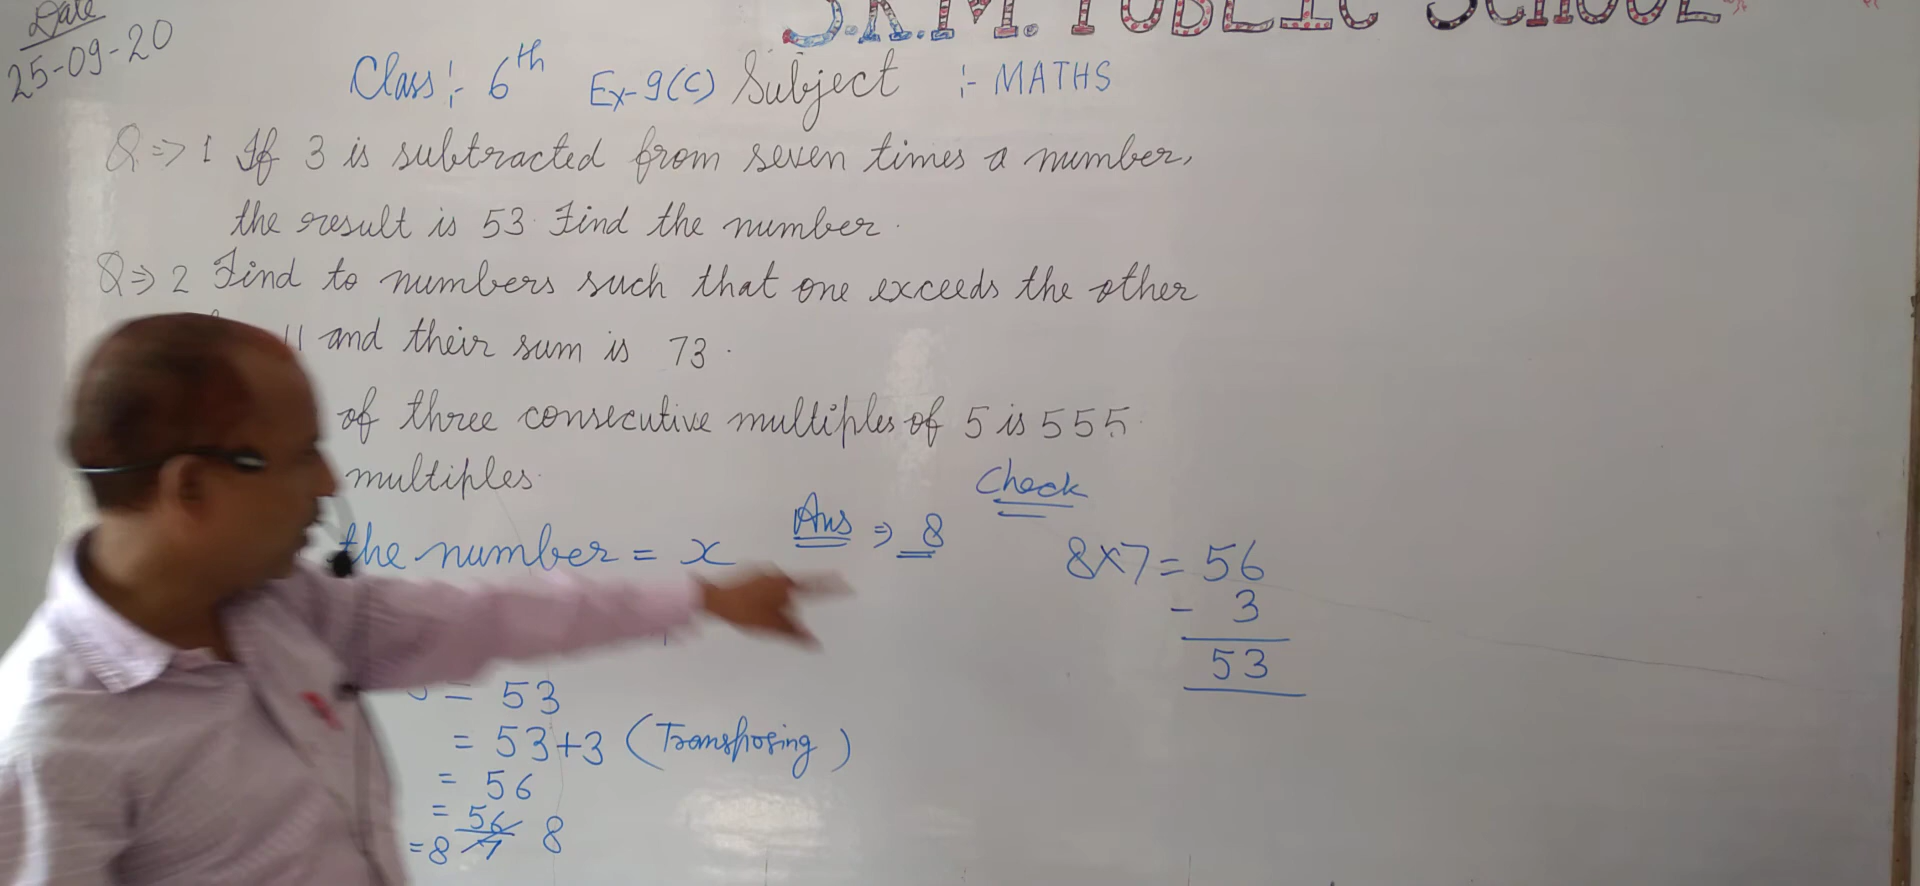 Date
25-09-20
S.R.M. PUBLIC SCHOOL
Class :- 6th Ex-9(C) Subject :- MATHS
Q => 1 If 3 is subtracted from seven times a number,
the result is 53. Find the number.
Q => 2 Find to numbers such that one exceeds the other
11 and their sum is 73.
of three consecutive multiples of 5 is 555.
multiples.
the number = x
Ans => 8
Check
8x7 = 56
- 3
53
= 53
= 53+3 (Transposing)
= 56
= 56/7 8
= 8